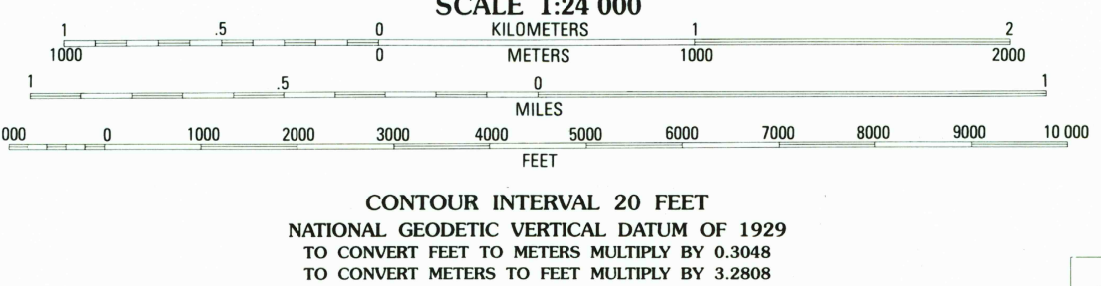 SCALE 1:24 000
1 .5 0 KILOMETERS 1 2
1000 0 METERS 1000 2000
1 .5 0 1
MILES
000 0 1000 2000 3000 4000 5000 6000 7000 8000 9000 10 000
FEET
CONTOUR INTERVAL 20 FEET
NATIONAL GEODETIC VERTICAL DATUM OF 1929
TO CONVERT FEET TO METERS MULTIPLY BY 0.3048
TO CONVERT METERS TO FEET MULTIPLY BY 3.2808